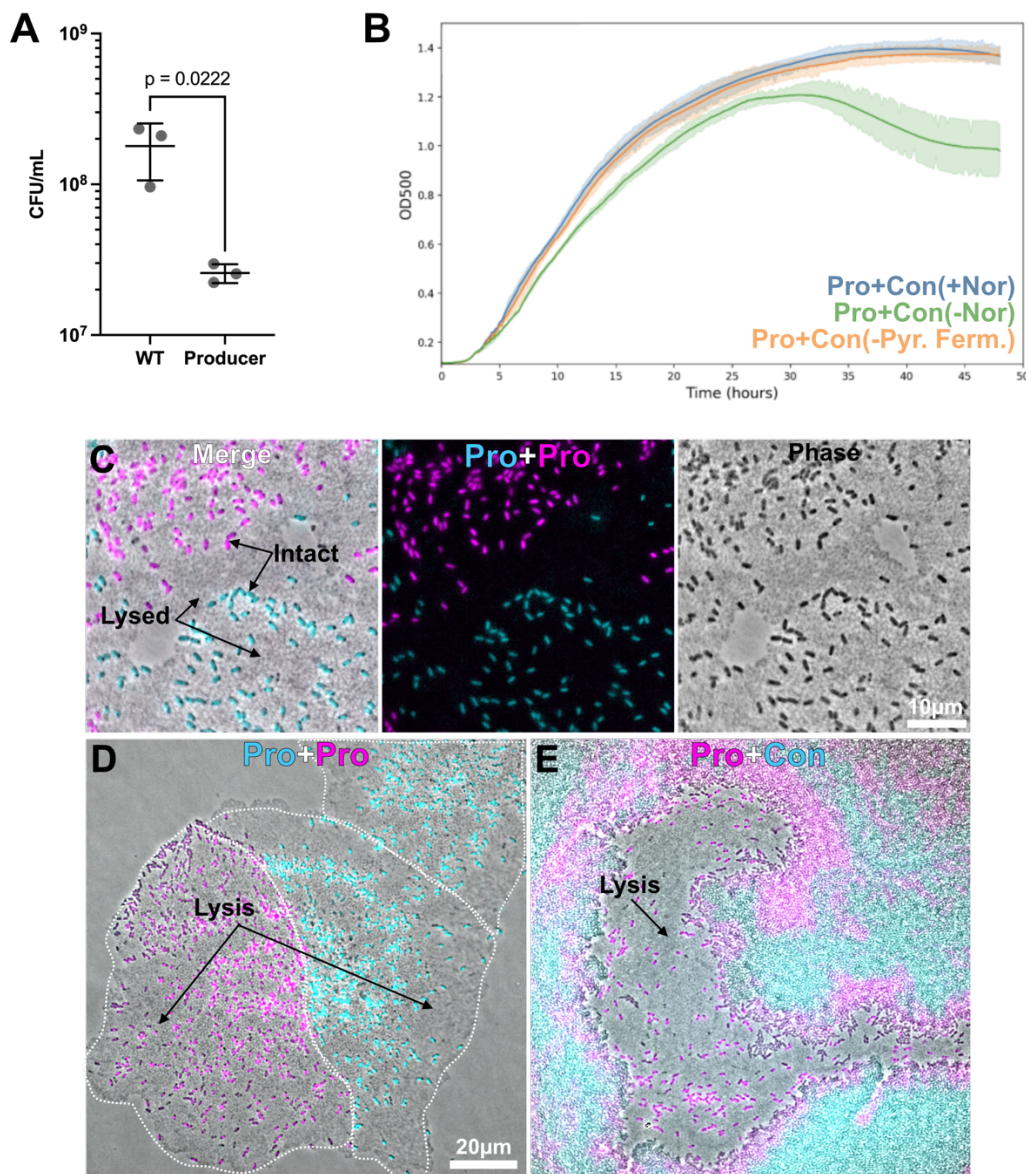 A
10⁹
p = 0.0222
10⁸
CFU/mL
10⁷
WT
Producer
B
1.4
1.2
1.0
0.8
0.6
0.4
0.2
OD500
Pro+Con(+Nor)
Pro+Con(-Nor)
Pro+Con(-Pyr. Ferm.)
0
5
10
15
20
25
30
35
40
45
50
Time (hours)
C
Merge
Intact
Lysed
Pro+Pro
Phase
10µm
D
Pro+Pro
Lysis
20µm
E
Pro+Con
Lysis